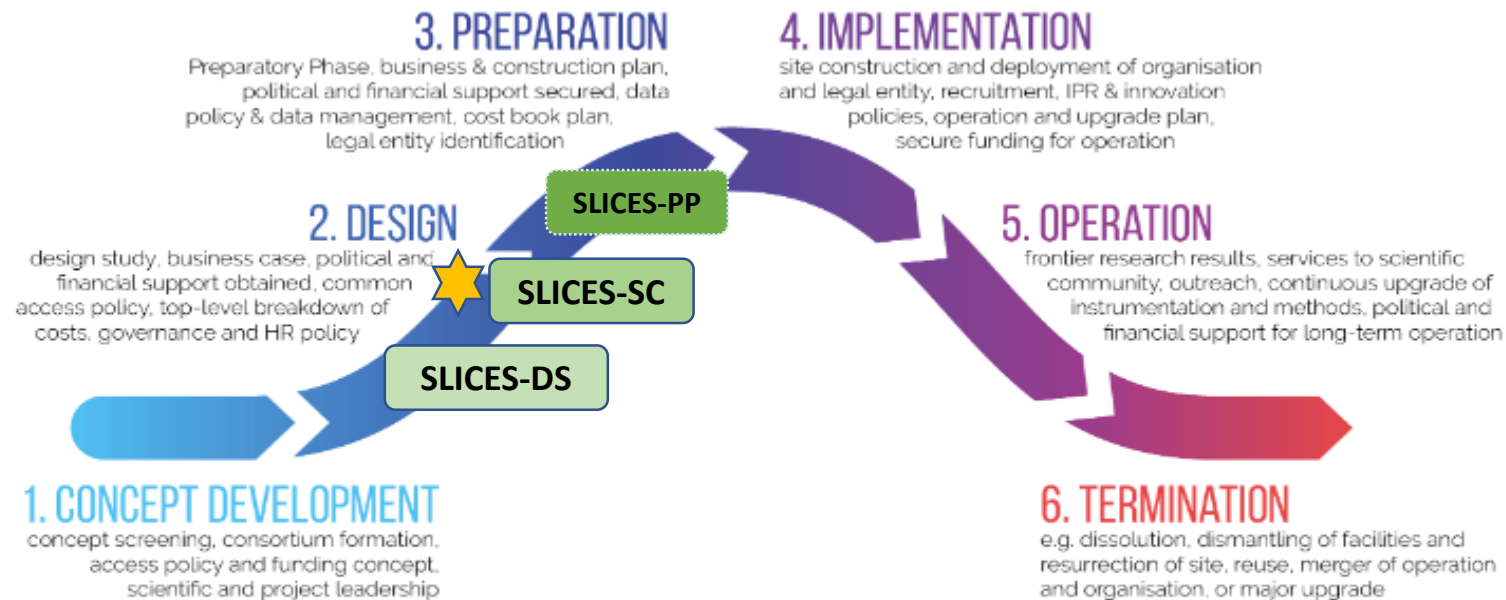 3. PREPARATION
Preparatory Phase, business & construction plan,
political and financial support secured, data
policy & data management, cost book plan,
legal entity identification
4. IMPLEMENTATION
site construction and deployment of organisation
and legal entity, recruitment, IPR & innovation
policies, operation and upgrade plan,
secure funding for operation
SLICES-PP
2. DESIGN
design study, business case, political and
financial support obtained, common
access policy, top-level breakdown of
costs, governance and HR policy
SLICES-SC
SLICES-DS
5. OPERATION
frontier research results, services to scientific
community, outreach, continuous upgrade of
instrumentation and methods, political and
financial support for long-term operation
1. CONCEPT DEVELOPMENT
concept screening, consortium formation,
access policy and funding concept,
scientific and project leadership
6. TERMINATION
e.g. dissolution, dismantling of facilities and
resurrection of site, reuse, merger of operation
and organisation, or major upgrade